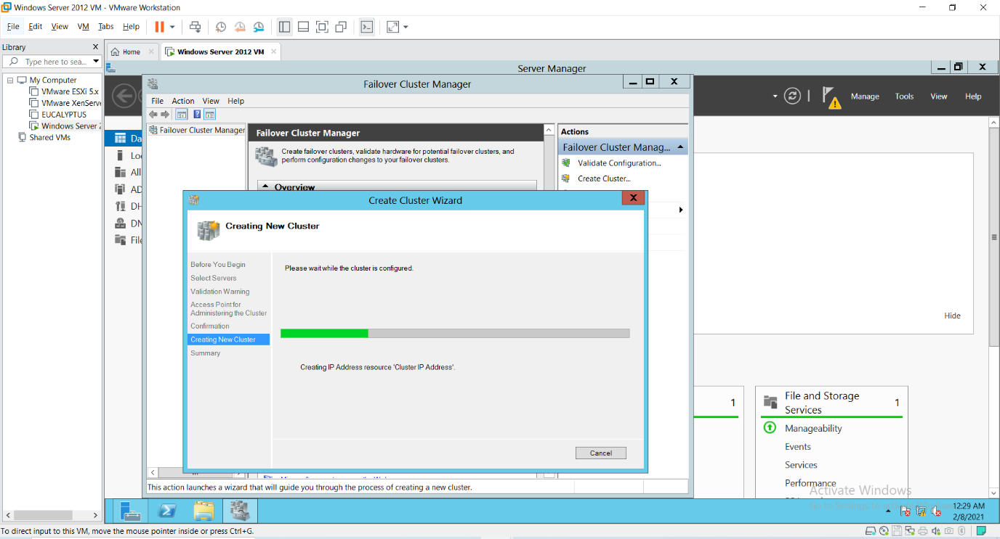 Windows Server 2012 VM - VMware Workstation
File Edit View VM Tabs Help
Library
Type here to sea...
My Computer
VMware ESXi 5.x
VMware XenServe
EUCALYPTUS
Windows Server 2
Shared VMs
Home
Windows Server 2012 VM
Server Manager
Manage Tools View Help
Da
Loc
All
AD
DH
DN
File
Failover Cluster Manager
File Action View Help
Failover Cluster Manager
Failover Cluster Manager
Create failover clusters, validate hardware for potential failover clusters, and
perform configuration changes to your failover clusters.
Overview
Actions
Failover Cluster Manag...
Validate Configuration...
Create Cluster...
Create Cluster Wizard
Creating New Cluster
Before You Begin
Select Servers
Validation Warning
Access Point for
Administering the Cluster
Confirmation
Creating New Cluster
Summary
Please wait while the cluster is configured.
Creating IP Address resource 'Cluster IP Address'.
Cancel
This action launches a wizard that will guide you through the process of creating a new cluster.
Hide
1
File and Storage
Services
1
Manageability
Events
Services
Performance
Activate Windows
12:29 AM
2/8/2021
To direct input to this VM, move the mouse pointer inside or press Ctrl+G.